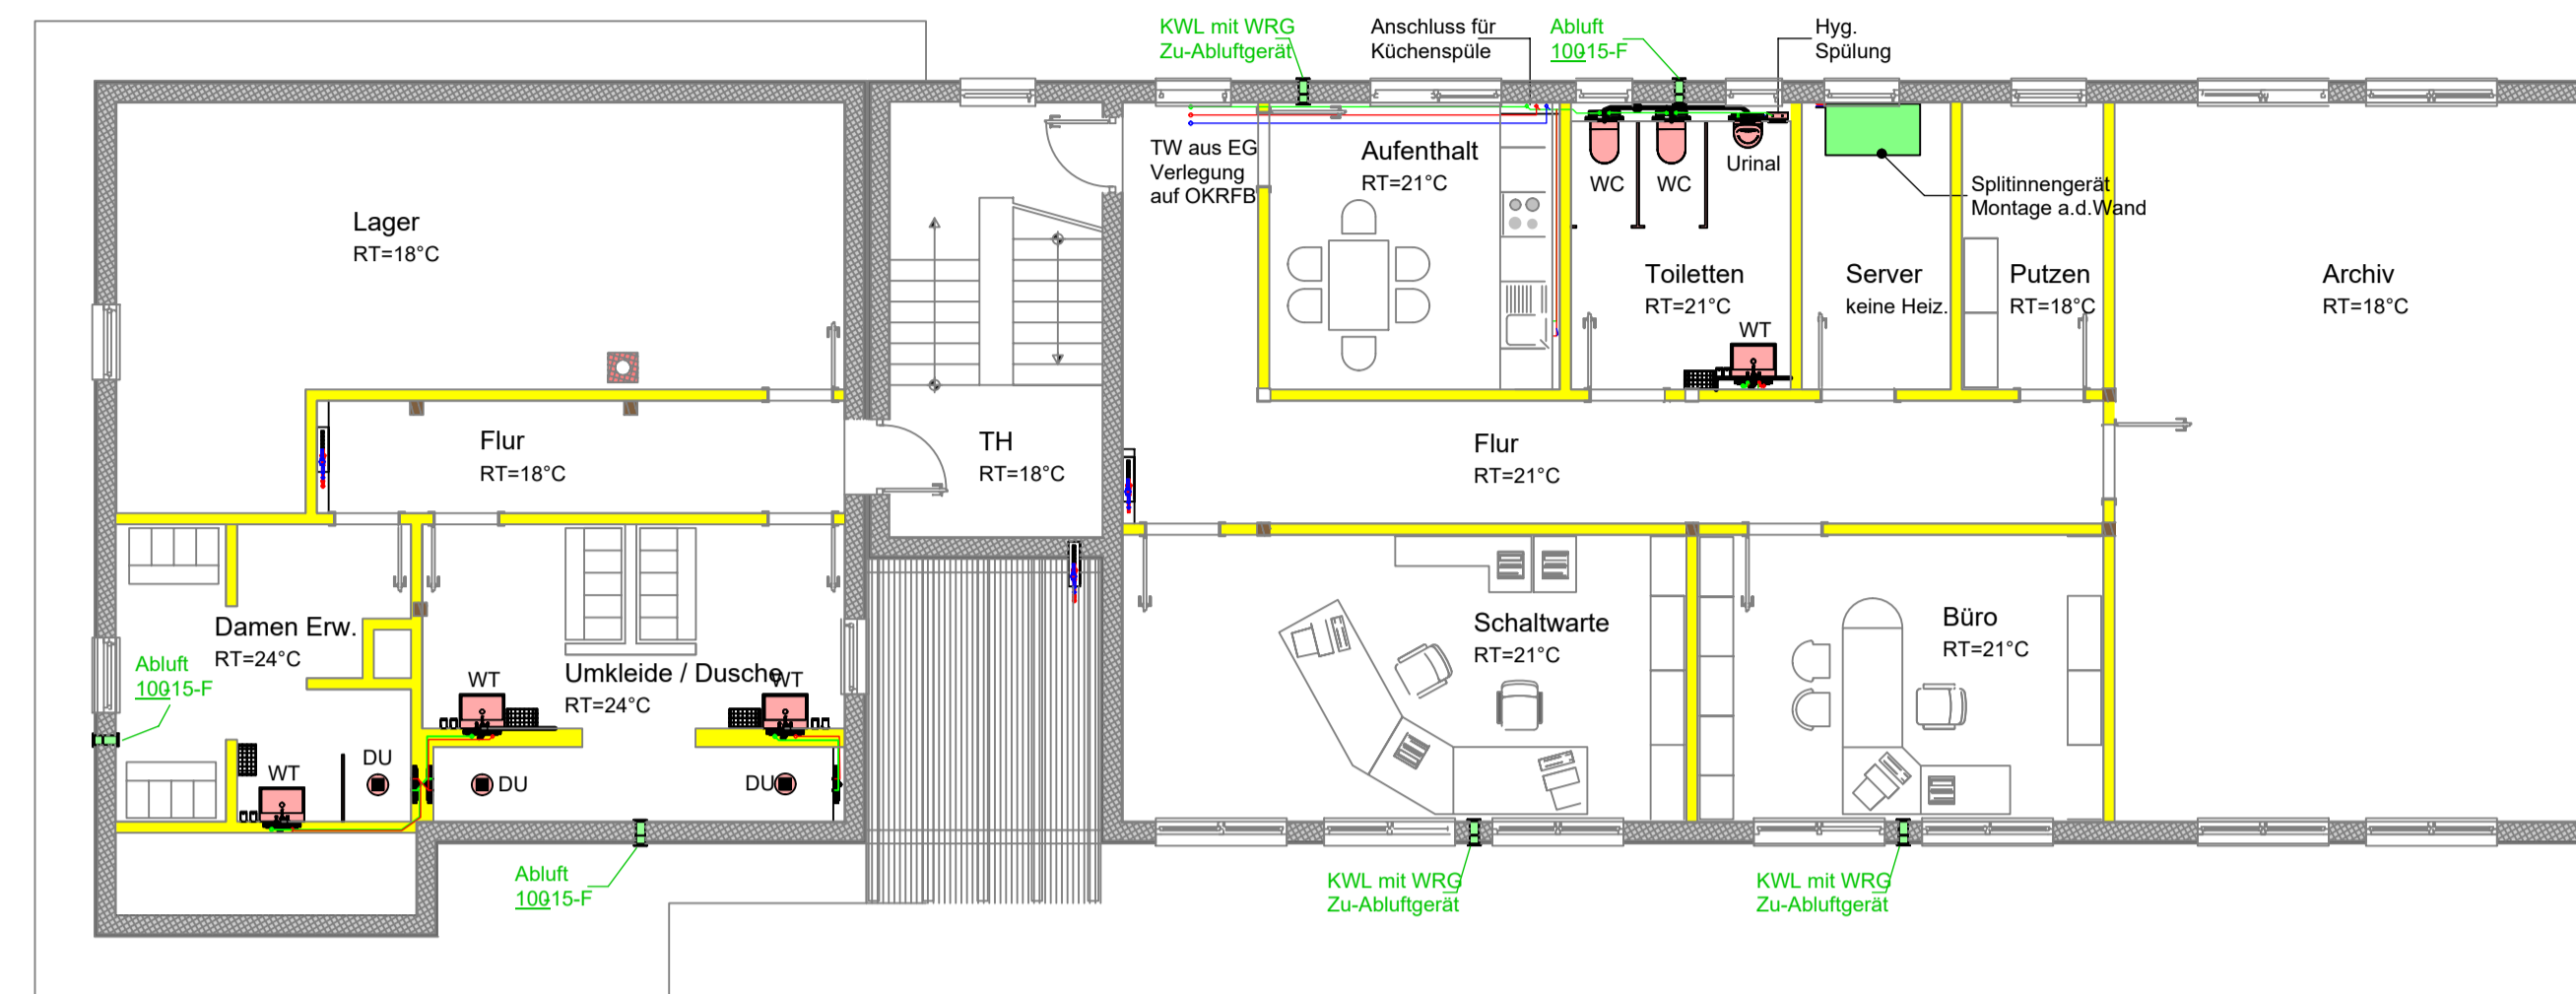 KWL mit WRG
Zu-Abluftgerät
Anschluss für
Küchenspüle
Abluft
10015-F
Hyg.
Spülung
TW aus EG
Verlegung
auf OKRFB
Aufenthalt
RT=21°C
WC
WC
Urinal
Splitinnengerät
Montage a.d.Wand
Lager
RT=18°C
Toiletten
RT=21°C
WT
Server
keine Heiz.
Putzen
RT=18°C
Archiv
RT=18°C
Flur
RT=18°C
TH
RT=18°C
Flur
RT=21°C
Damen Erw.
RT=24°C
Abluft
10015-F
Umkleide / Dusche
RT=24°C
WT
WT
Schaltwarte
RT=21°C
Büro
RT=21°C
WT
DU
DU
DU
Abluft
10015-F
KWL mit WRG
Zu-Abluftgerät
KWL mit WRG
Zu-Abluftgerät